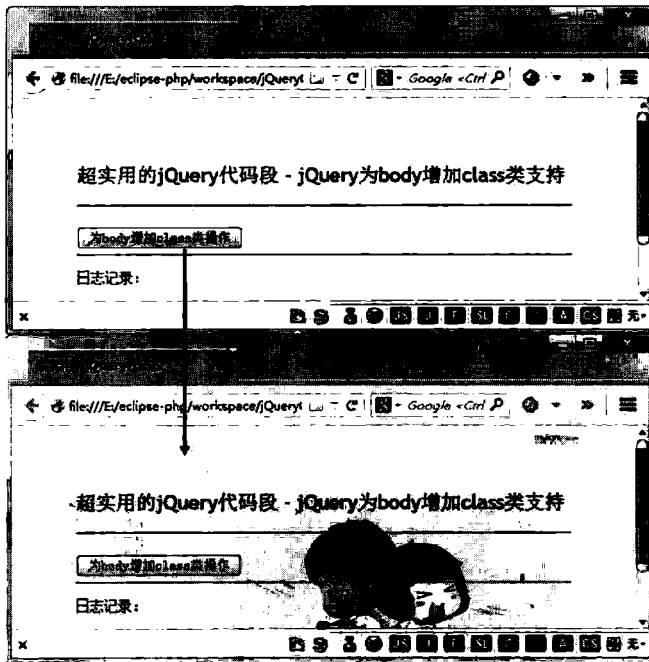 file:///E:/eclipse-php/workspace/jQueryt
Google <Ctrl
超实用的jQuery代码段 - jQuery为body增加class类支持
为body增加class类操作
日志记录：
无
file:///E:/eclipse-php/workspace/jQueryt
Google <Ctrl
超实用的jQuery代码段 - jQuery为body增加class类支持
为body增加class类操作
日志记录：
无